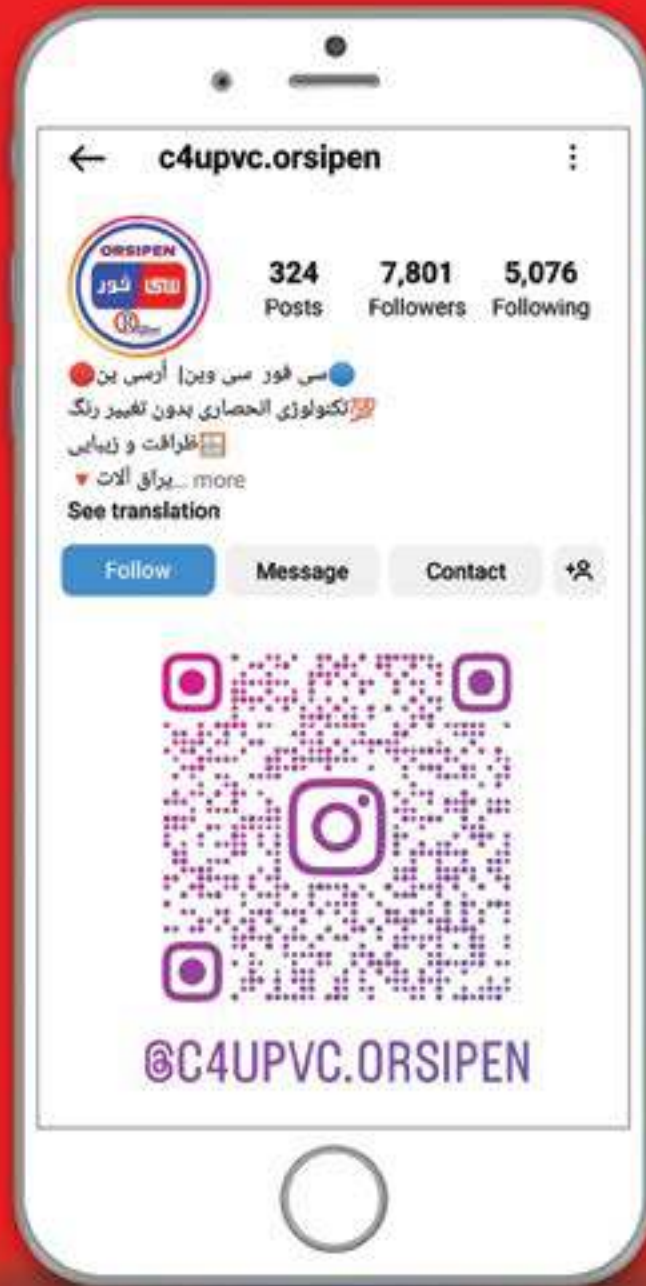 c4upvc.orsipen
ORSIPEN
سی فور
324 7,801 5,076
Posts Followers Following
🔵سی فور سی وین| اُرسی ین🔴
💯تکنولوژی انحصاری بدون تغییر رنگ
🪟ظرافت و زیبایی
🔻 یراق آلات... more
See translation
Follow Message Contact
@C4UPVC.ORSIPEN